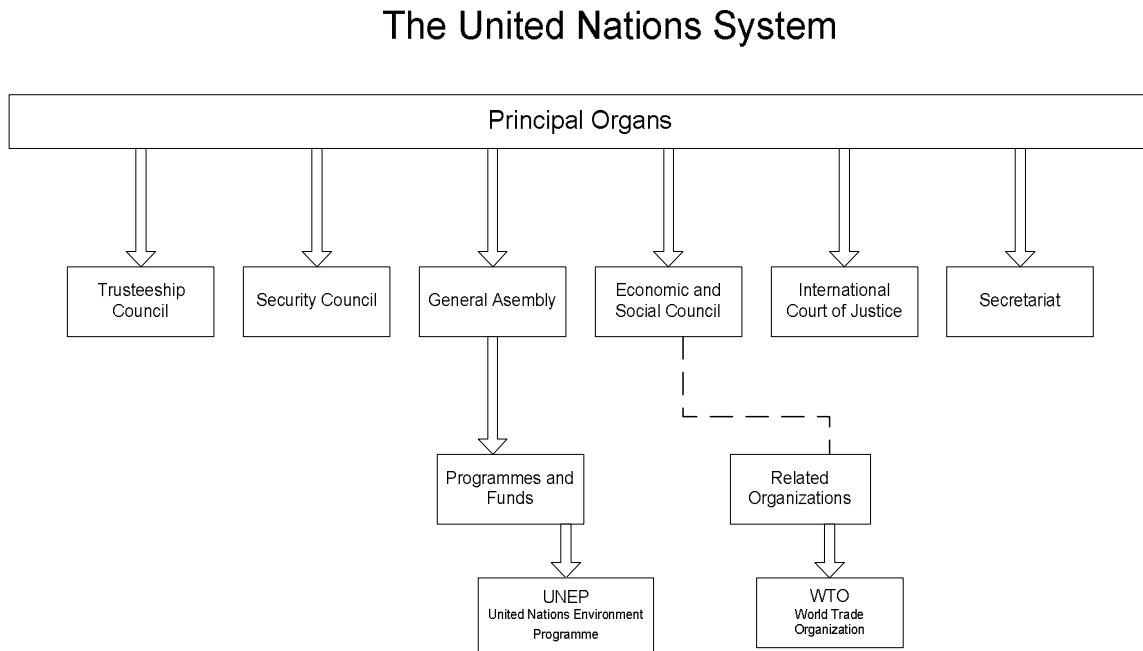 The United Nations System
Principal Organs
Trusteeship
Council
Security Council
General Asembly
Economic and
Social Council
International
Court of Justice
Secretariat
Programmes and
Funds
Related
Organizations
UNEP
United Nations Environment
Programme
WTO
World Trade
Organization